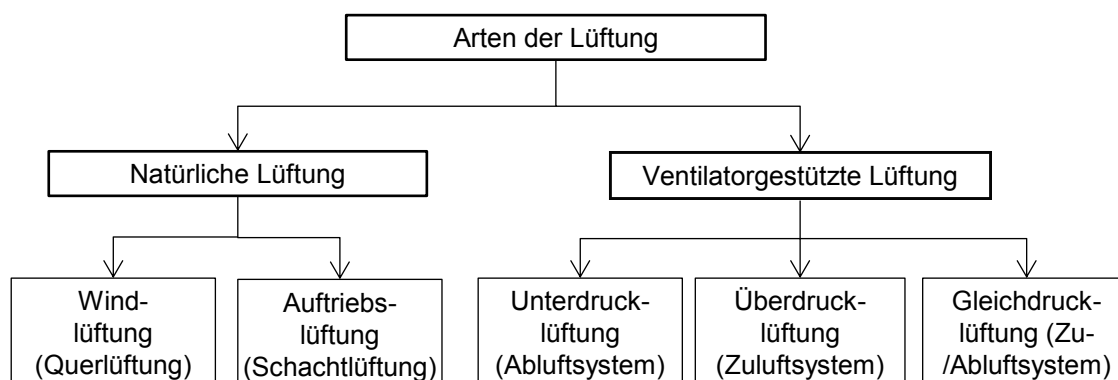 Arten der Lüftung
Natürliche Lüftung
Ventilatorgestützte Lüftung
Wind-
lüftung
(Querlüftung)
Auftriebs-
lüftung
(Schachtlüftung)
Unterdruck-
lüftung
(Abluftsystem)
Überdruck-
lüftung
(Zuluftsystem)
Gleichdruck-
lüftung (Zu-
-/Abluftsystem)